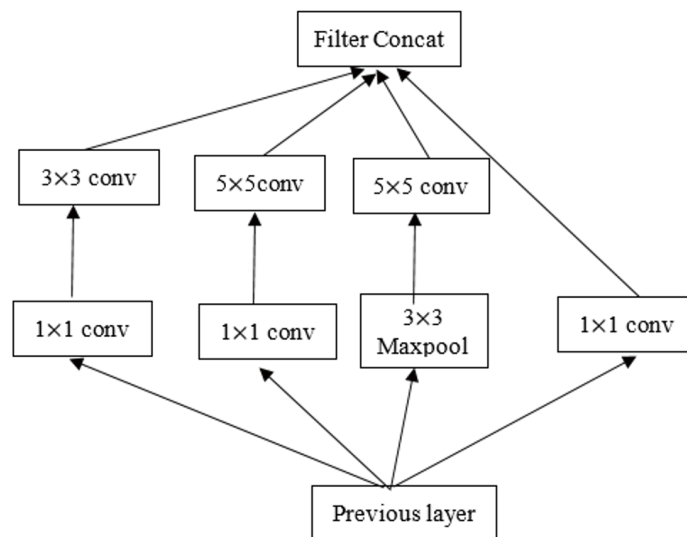 Filter Concat
3×3 conv
5×5conv
5×5 conv
1×1 conv
1×1 conv
3×3
Maxpool
1×1 conv
Previous layer